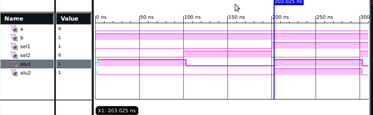 203.025 ns
Name Value
0 ns 50 ns 100 ns 150 ns 200 ns 250 ns 300
a 0
b 1
sel1 1
sel2 0
alu1 1
alu2 1
X1: 203.025 ns